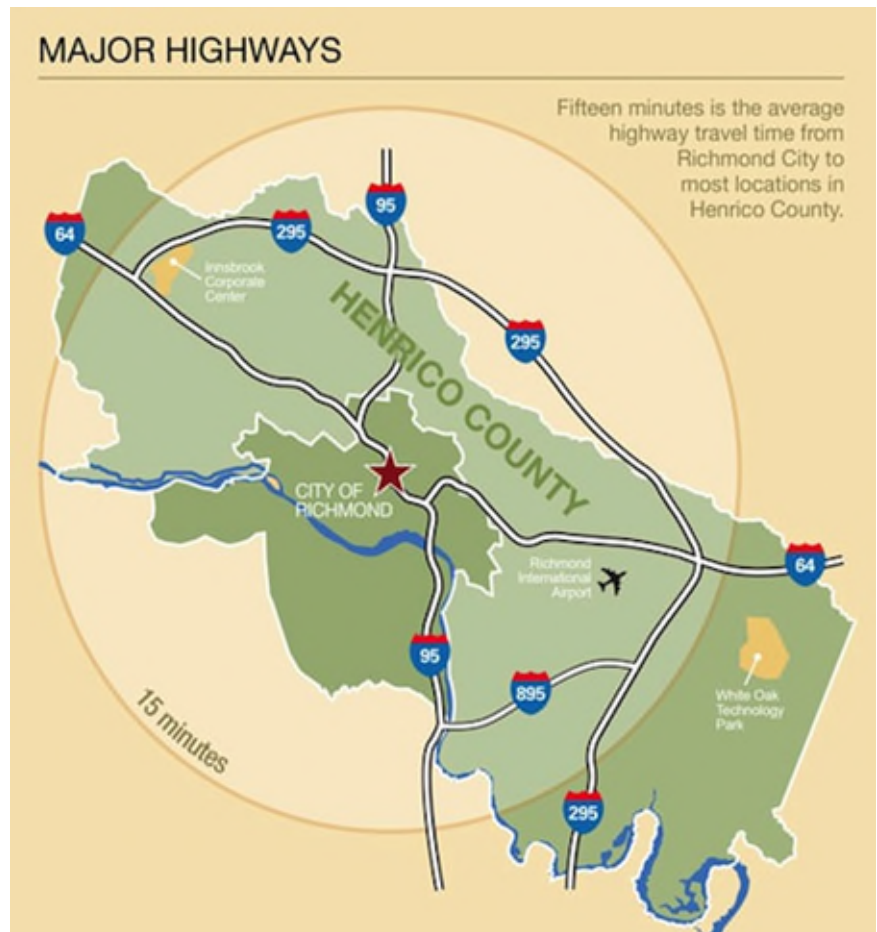 MAJOR HIGHWAYS
Fifteen minutes is the average
highway travel time from
Richmond City to
most locations in
Henrico County.
95
64
295
Innsbrook
Corporate
Center
HENRICO COUNTY
295
CITY OF
RICHMOND
Richmond
International
Airport
64
95
895
White Oak
Technology
Park
15 minutes
295